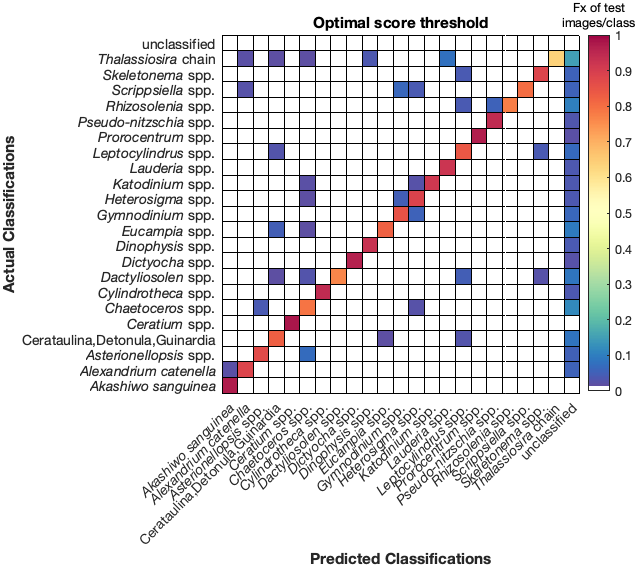 Optimal score threshold
Fx of test
images/class
Actual Classifications
unclassified
Thalassiosira chain
Skeletonema spp.
Scrippsiella spp.
Rhizosolenia spp.
Pseudo-nitzschia spp.
Prorocentrum spp.
Leptocylindrus spp.
Lauderia spp.
Katodinium spp.
Heterosigma spp.
Gymnodinium spp.
Eucampia spp.
Dinophysis spp.
Dictyocha spp.
Dactyliosolen spp.
Cylindrotheca spp.
Chaetoceros spp.
Ceratium spp.
Cerataulina,Detonula,Guinardia
Asterionellopsis spp.
Alexandrium catenella
Akashiwo sanguinea
1
0.9
0.8
0.7
0.6
0.5
0.4
0.3
0.2
0.1
0
Akashiwo sanguinea
Alexandrium catenella
Asterionellopsis spp.
Cerataulina,Detonula,Guinardia
Ceratium spp.
Chaetoceros spp.
Cylindrotheca spp.
Dactyliosolen spp.
Dictyocha spp.
Dinophysis spp.
Eucampia spp.
Gymnodinium spp.
Heterosigma spp.
Katodinium spp.
Lauderia spp.
Leptocylindrus spp.
Prorocentrum spp.
Pseudo-nitzschia spp.
Rhizosolenia spp.
Scrippsiella spp.
Skeletonema spp.
Thalassiosira chain
unclassified
Predicted Classifications